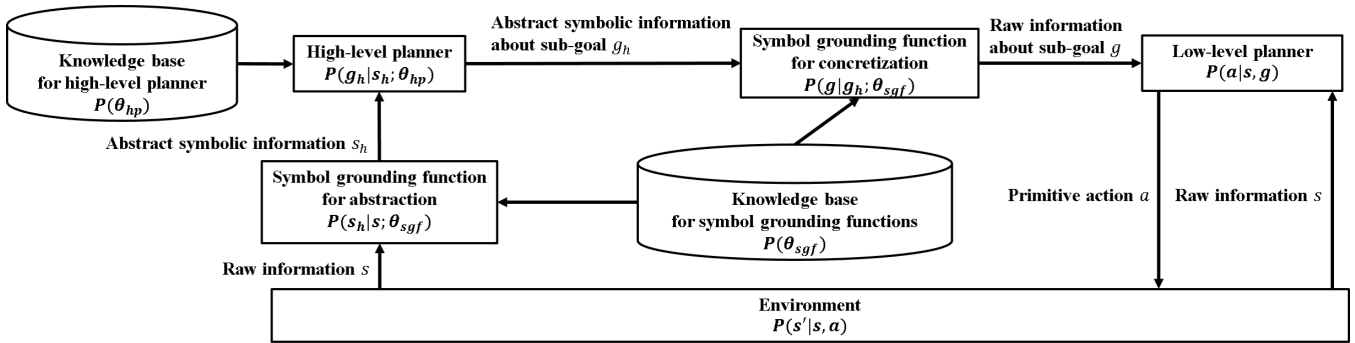 Knowledge base
for high-level planner
P(θ_hp)
High-level planner
P(g_h|s_h; θ_hp)
Abstract symbolic information
about sub-goal g_h
Symbol grounding function
for concretization
P(g|g_h; θ_sgf)
Raw information
about sub-goal g
Low-level planner
P(a|s, g)
Abstract symbolic information s_h
Symbol grounding function
for abstraction
P(s_h|s; θ_sgf)
Knowledge base
for symbol grounding functions
P(θ_sgf)
Primitive action a
Raw information s
Raw information s
Environment
P(s'|s, a)